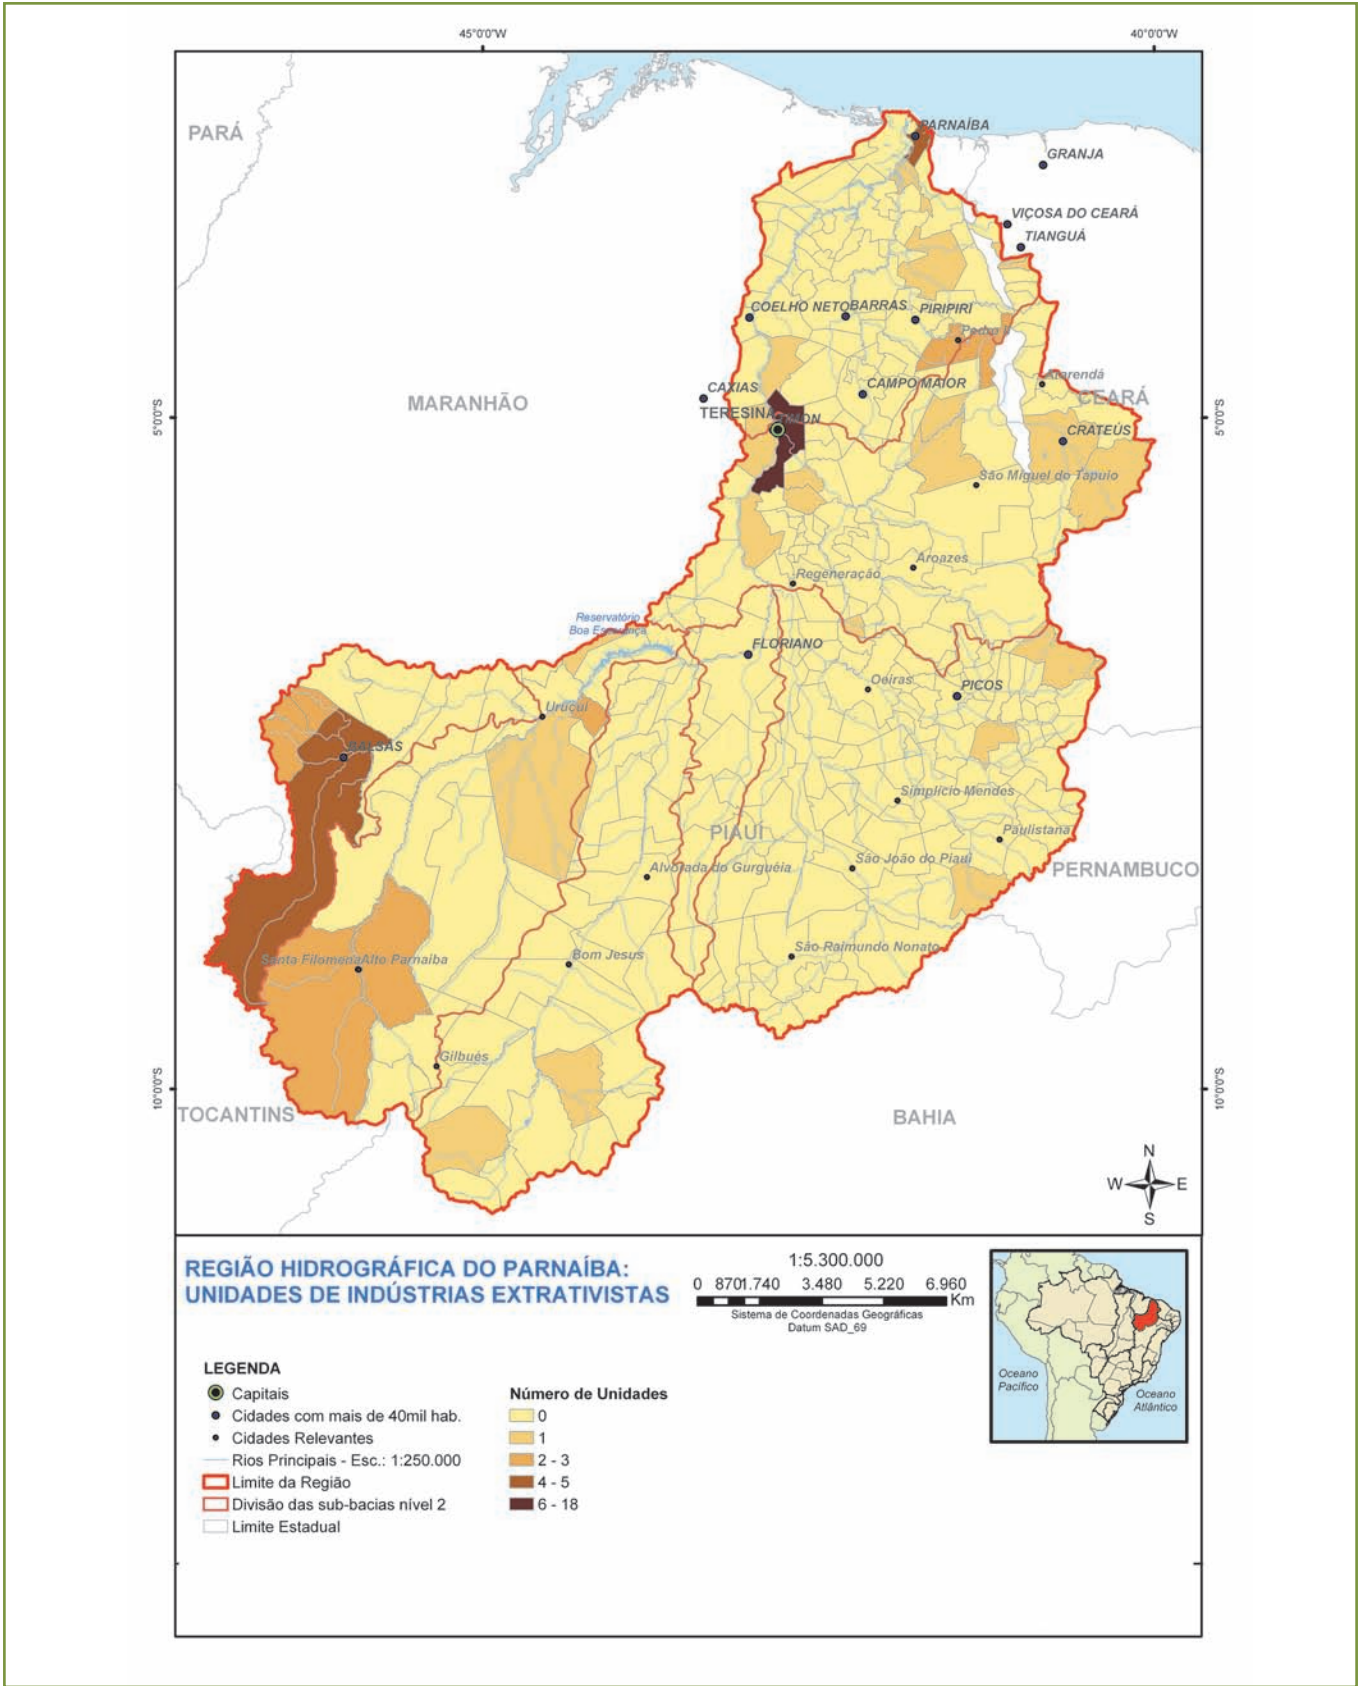 45°0'0"W
40°0'0"W
PARÁ
PARNAÍBA
GRANJA
VIÇOSA DO CEARÁ
TIANGUÁ
COELHO NETO
BARRAS
PIRIPIRI
Pedro II
CAXIAS
CAMPO MAIOR
CEARÁ
MARANHÃO
TERESINA
5°0'0"S
5°0'0"S
CRATEÚS
São Miguel do Tapuio
Aroazes
Regeneração
Reservatório
Boa Esperança
FLORIANO
Oeiras
PICOS
Uruçuí
BALSAS
Simplício Mendes
PIAUÍ
Paulistana
São João do Piauí
Alvorada do Gurguéia
PERNAMBUCO
São Raimundo Nonato
Santa Filomena
Alto Parnaíba
Bom Jesus
Gilbués
10°0'0"S
10°0'0"S
TOCANTINS
BAHIA
N
W
E
S
REGIÃO HIDROGRÁFICA DO PARNAÍBA:
UNIDADES DE INDÚSTRIAS EXTRATIVISTAS
1:5.300.000
0 870 1.740 3.480 5.220 6.960
Km
Sistema de Coordenadas Geográficas
Datum SAD_69
Oceano
Pacífico
Oceano
Atlântico
LEGENDA
Capitais
Cidades com mais de 40mil hab.
Cidades Relevantes
Rios Principais - Esc.: 1:250.000
Limite da Região
Divisão das sub-bacias nível 2
Limite Estadual
Número de Unidades
0
1
2 - 3
4 - 5
6 - 18